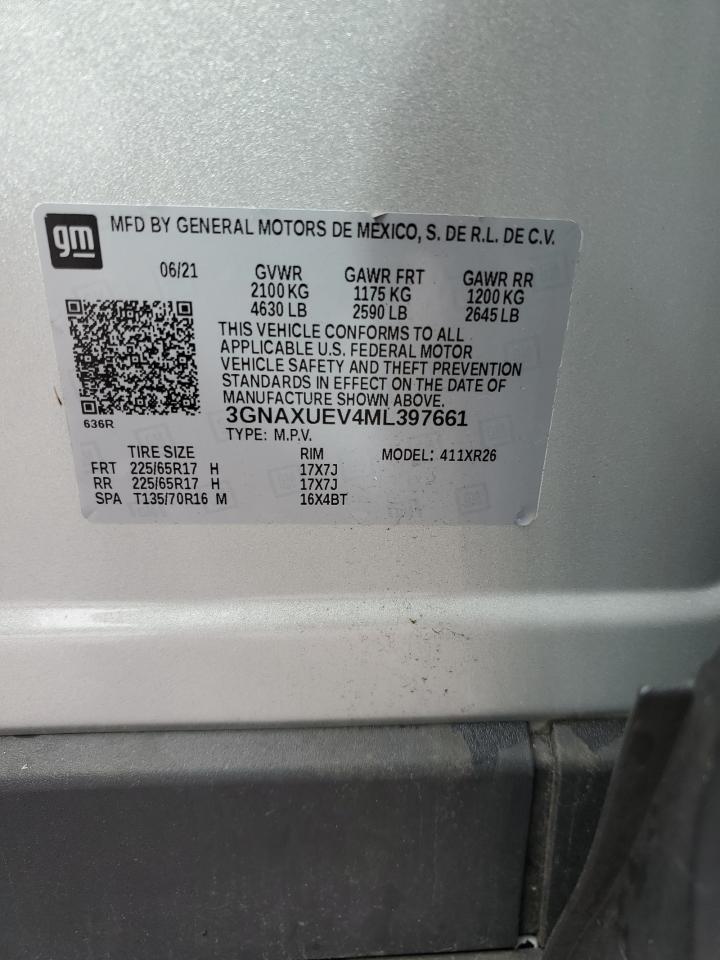 gm
MFD BY GENERAL MOTORS DE MEXICO, S. DE R.L. DE C.V.
06/21 GVWR GAWR FRT GAWR RR
2100 KG 1175 KG 1200 KG
4630 LB 2590 LB 2645 LB
THIS VEHICLE CONFORMS TO ALL
APPLICABLE U.S. FEDERAL MOTOR
VEHICLE SAFETY AND THEFT PREVENTION
STANDARDS IN EFFECT ON THE DATE OF
MANUFACTURE SHOWN ABOVE.
636R
3GNAXUEV4ML397661
TYPE: M.P.V.
TIRE SIZE RIM MODEL: 411XR26
FRT 225/65R17 H 17X7J
RR 225/65R17 H 17X7J
SPA T135/70R16 M 16X4BT